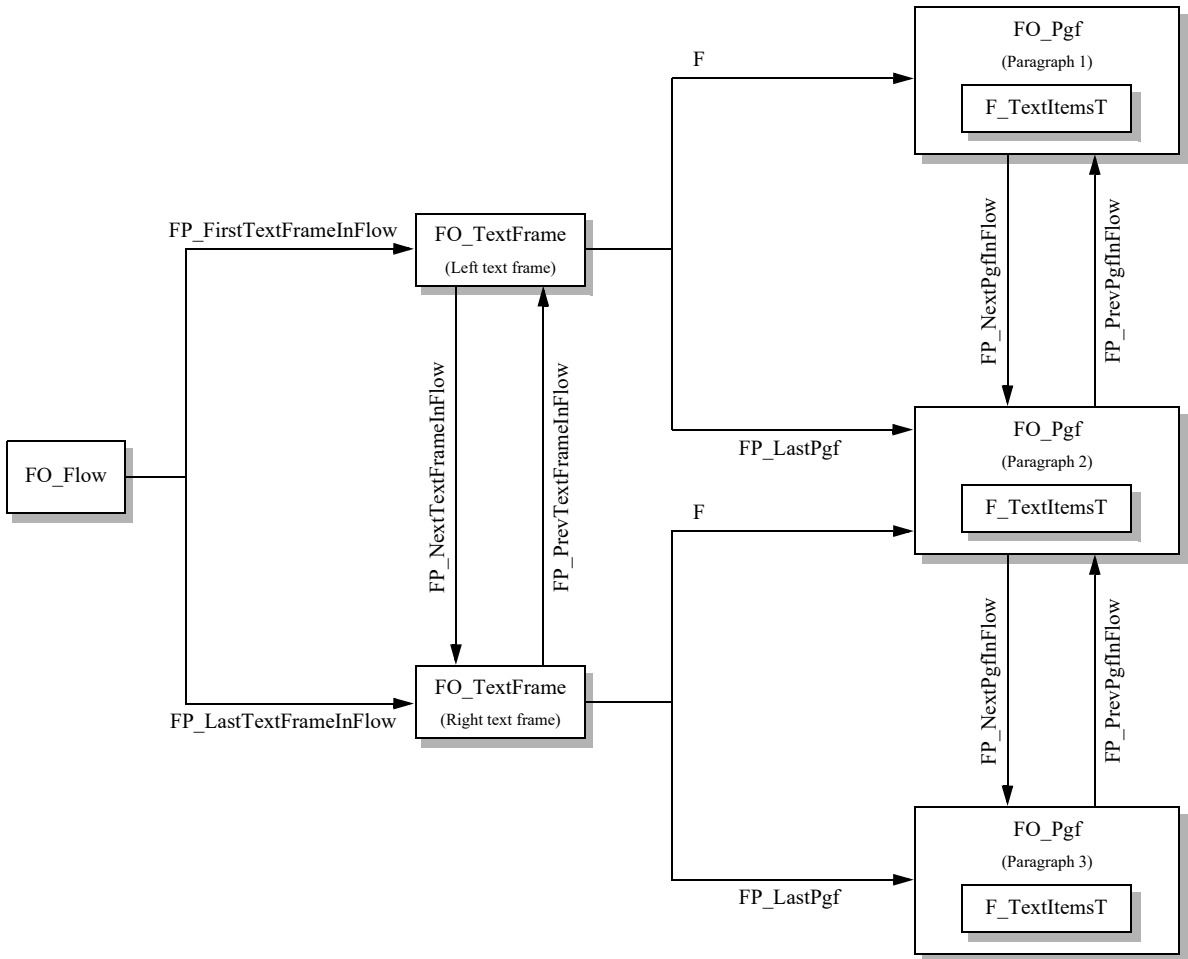 FO_Pgf
(Paragraph 1)
F_TextItemsT
F
FP_NextPgfInFlow
FP_PrevPgfInFlow
FP_FirstTextFrameInFlow
FO_TextFrame
(Left text frame)
FP_NextTextFrameInFlow
FP_PrevTextFrameInFlow
FP_LastPgf
FO_Pgf
(Paragraph 2)
F_TextItemsT
FO_Flow
F
FP_NextPgfInFlow
FP_PrevPgfInFlow
FO_TextFrame
(Right text frame)
FP_LastTextFrameInFlow
FO_Pgf
(Paragraph 3)
F_TextItemsT
FP_LastPgf